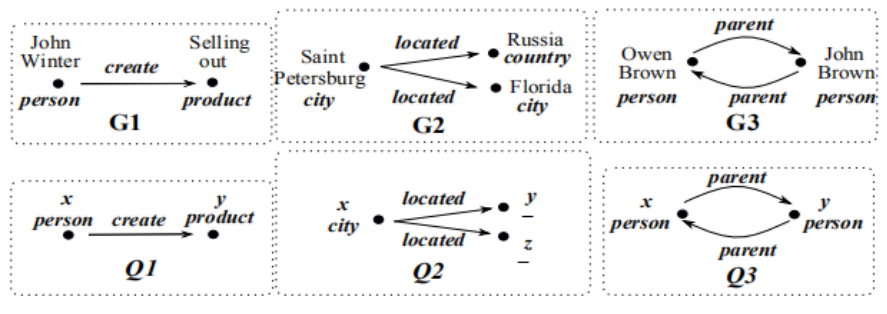 John
Winter
person
create
Selling
out
product
G1
Saint
Petersburg
city
located
located
Russia
country
Florida
city
G2
Owen
Brown
person
parent
parent
John
Brown
person
G3
x
person
create
y
product
Q1
x
city
located
located
y
_
z
_
Q2
x
person
parent
parent
y
person
Q3